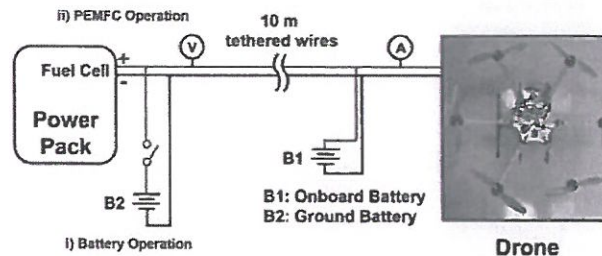 ii) PEMFC Operation
10 m
tethered wires
V
A
+
Fuel Cell
-
Power
Pack
B1
B2
B1: Onboard Battery
B2: Ground Battery
i) Battery Operation
Drone